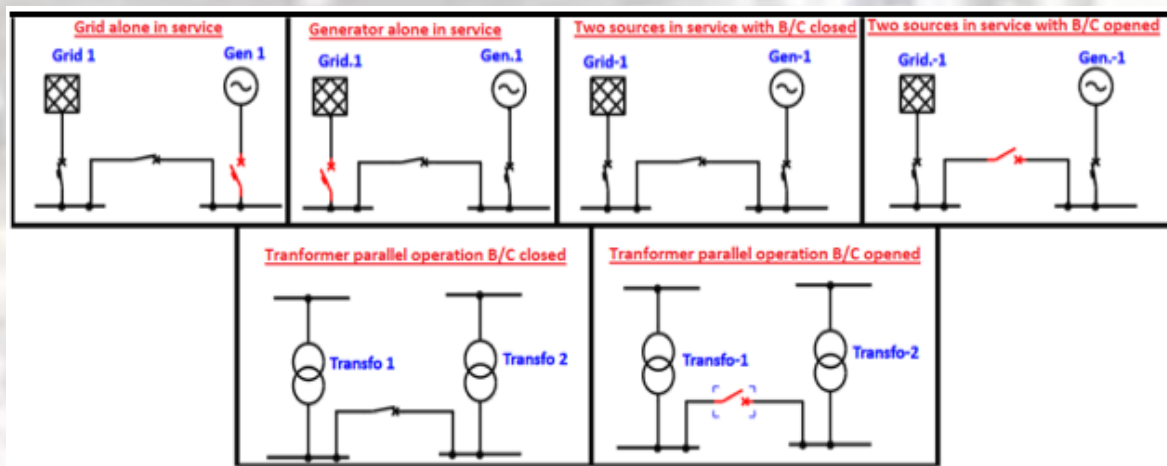 Grid alone in service
Grid 1
Gen 1
Generator alone in service
Grid.1
Gen.1
Two sources in service with B/C closed
Grid-1
Gen-1
Two sources in service with B/C opened
Grid.-1
Gen.-1
Tranformer parallel operation B/C closed
Transfo 1
Transfo 2
Tranformer parallel operation B/C opened
Transfo-1
Transfo-2